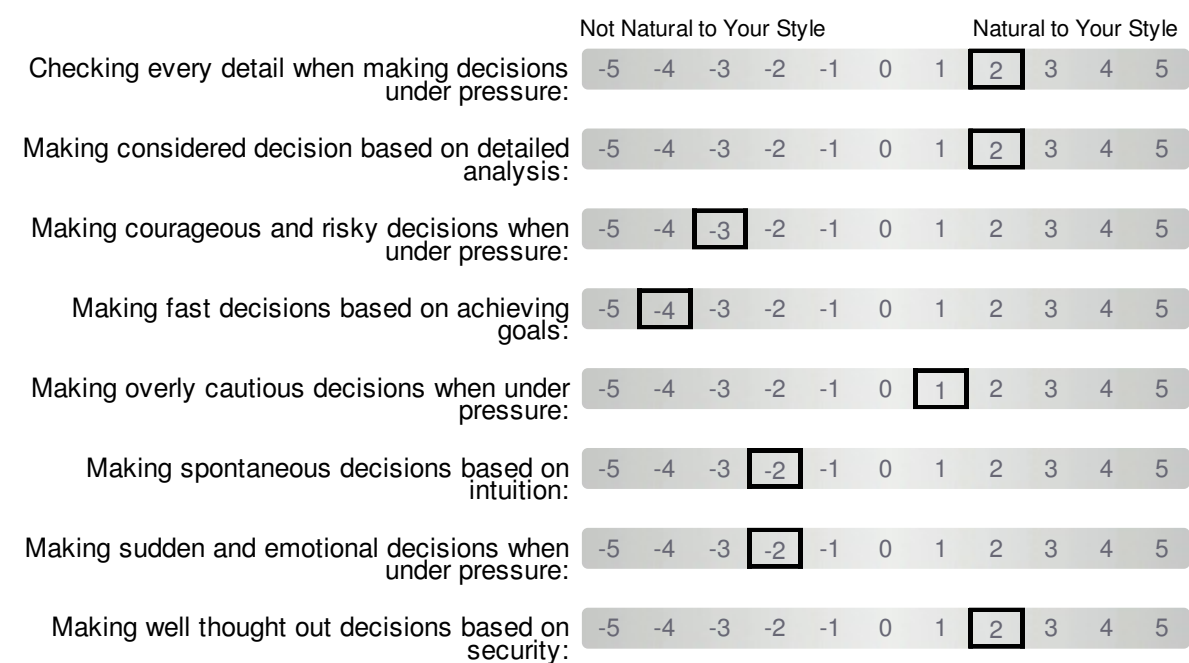 Not Natural to Your Style Natural to Your Style
Checking every detail when making decisions
under pressure:
-5 -4 -3 -2 -1 0 1 2 3 4 5
Making considered decision based on detailed
analysis:
-5 -4 -3 -2 -1 0 1 2 3 4 5
Making courageous and risky decisions when
under pressure:
-5 -4 -3 -2 -1 0 1 2 3 4 5
Making fast decisions based on achieving
goals:
-5 -4 -3 -2 -1 0 1 2 3 4 5
Making overly cautious decisions when under
pressure:
-5 -4 -3 -2 -1 0 1 2 3 4 5
Making spontaneous decisions based on
intuition:
-5 -4 -3 -2 -1 0 1 2 3 4 5
Making sudden and emotional decisions when
under pressure:
-5 -4 -3 -2 -1 0 1 2 3 4 5
Making well thought out decisions based on
security:
-5 -4 -3 -2 -1 0 1 2 3 4 5